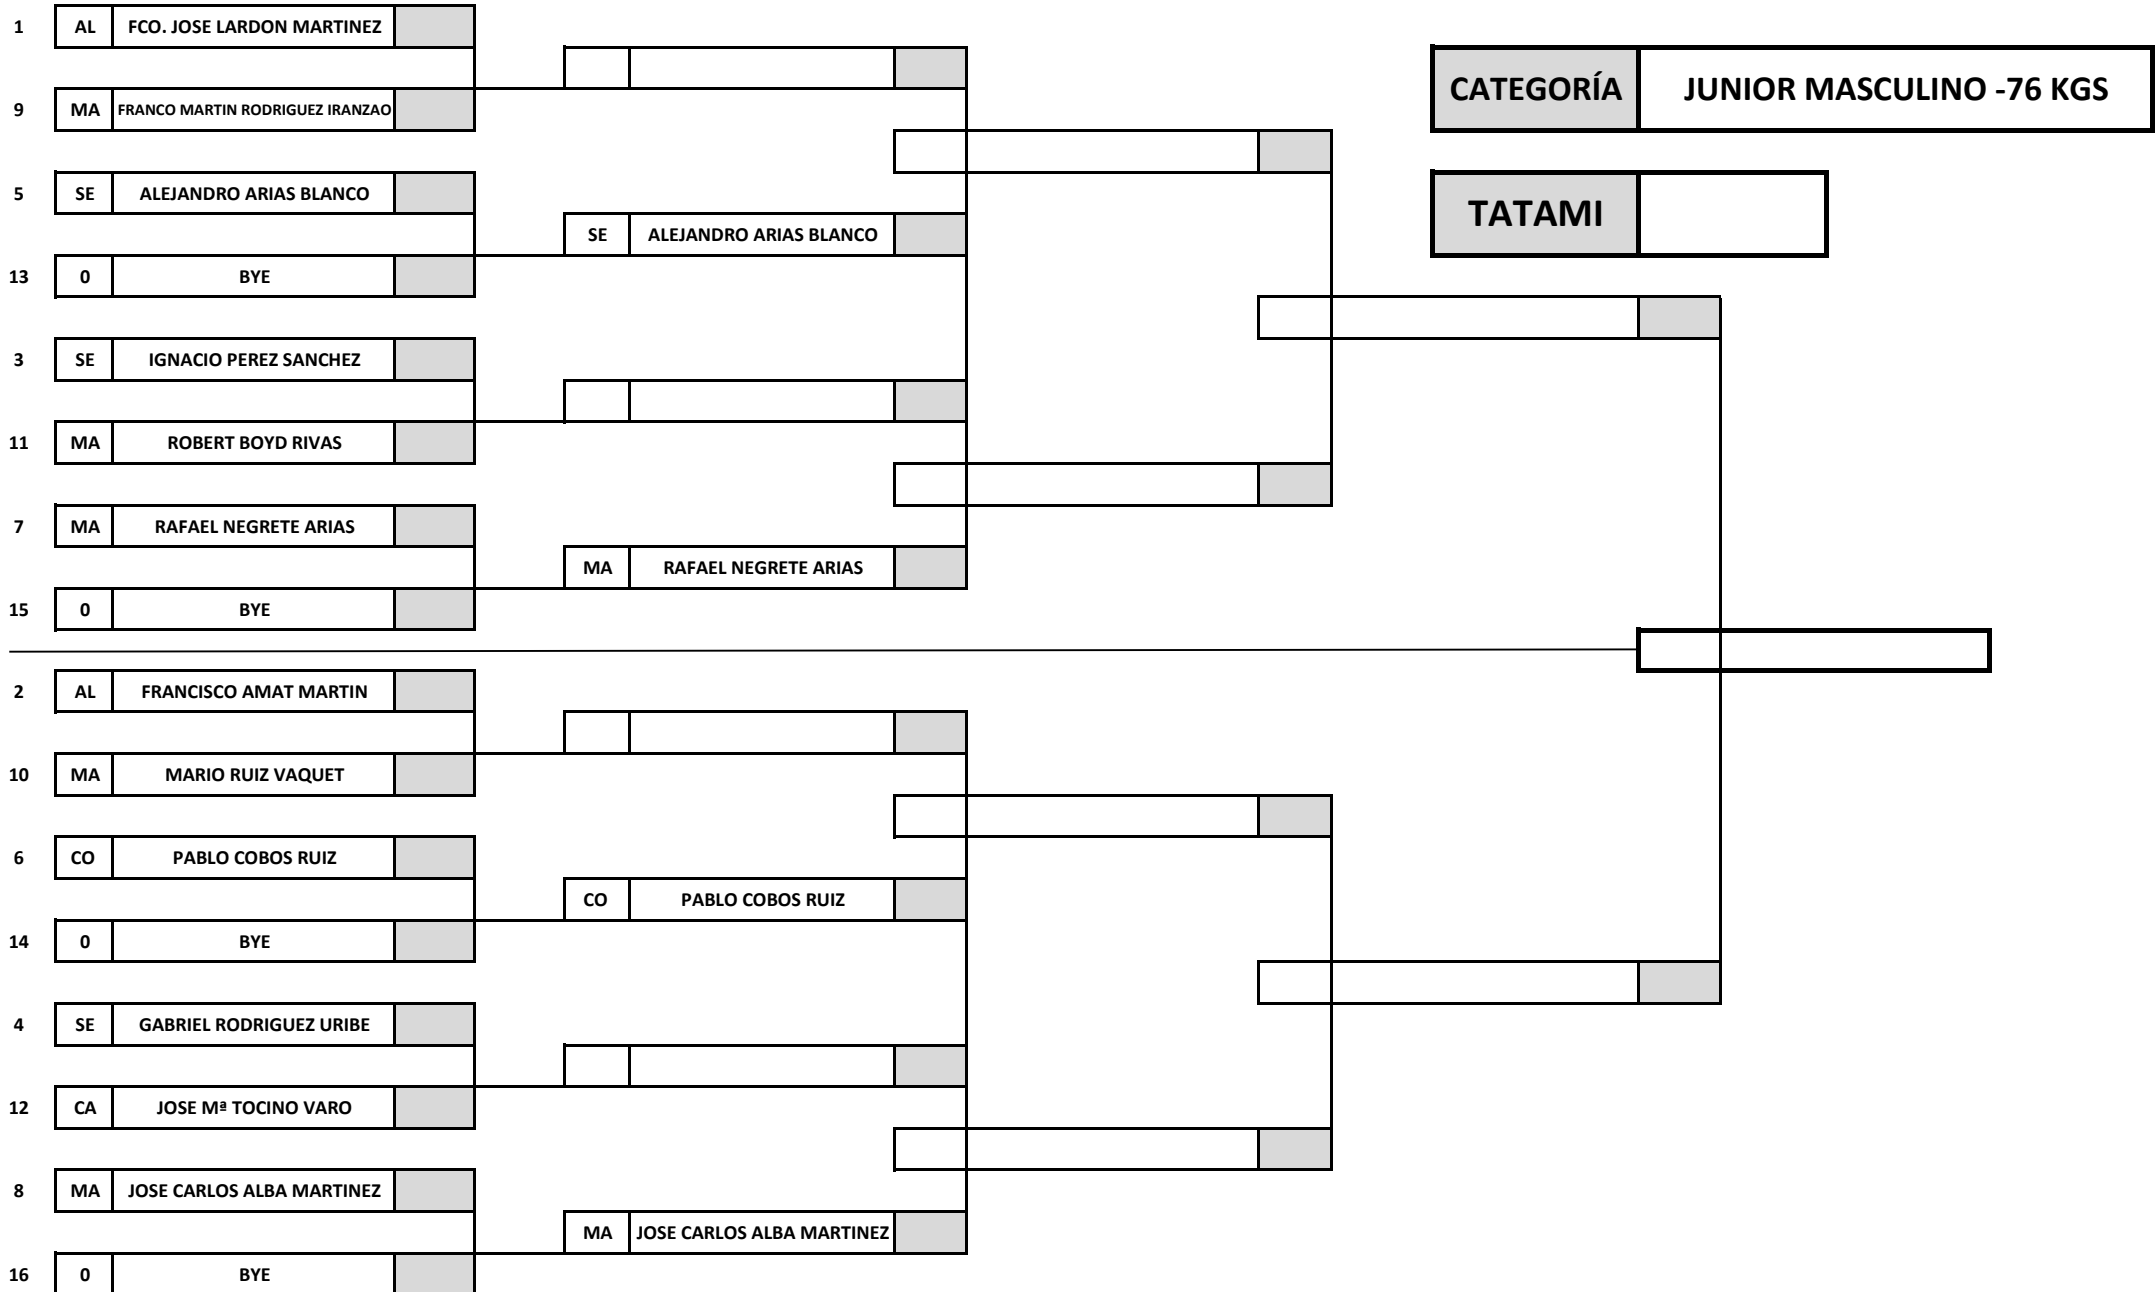 1 AL FCO. JOSE LARDON MARTINEZ
CATEGORÍA JUNIOR MASCULINO -76 KGS
9 MA FRANCO MARTIN RODRIGUEZ IRANZAO
5 SE ALEJANDRO ARIAS BLANCO
TATAMI
SE ALEJANDRO ARIAS BLANCO
13 0 BYE
3 SE IGNACIO PEREZ SANCHEZ
11 MA ROBERT BOYD RIVAS
7 MA RAFAEL NEGRETE ARIAS
MA RAFAEL NEGRETE ARIAS
15 0 BYE
2 AL FRANCISCO AMAT MARTIN
10 MA MARIO RUIZ VAQUET
6 CO PABLO COBOS RUIZ
CO PABLO COBOS RUIZ
14 0 BYE
4 SE GABRIEL RODRIGUEZ URIBE
12 CA JOSE Mª TOCINO VARO
8 MA JOSE CARLOS ALBA MARTINEZ
MA JOSE CARLOS ALBA MARTINEZ
16 0 BYE